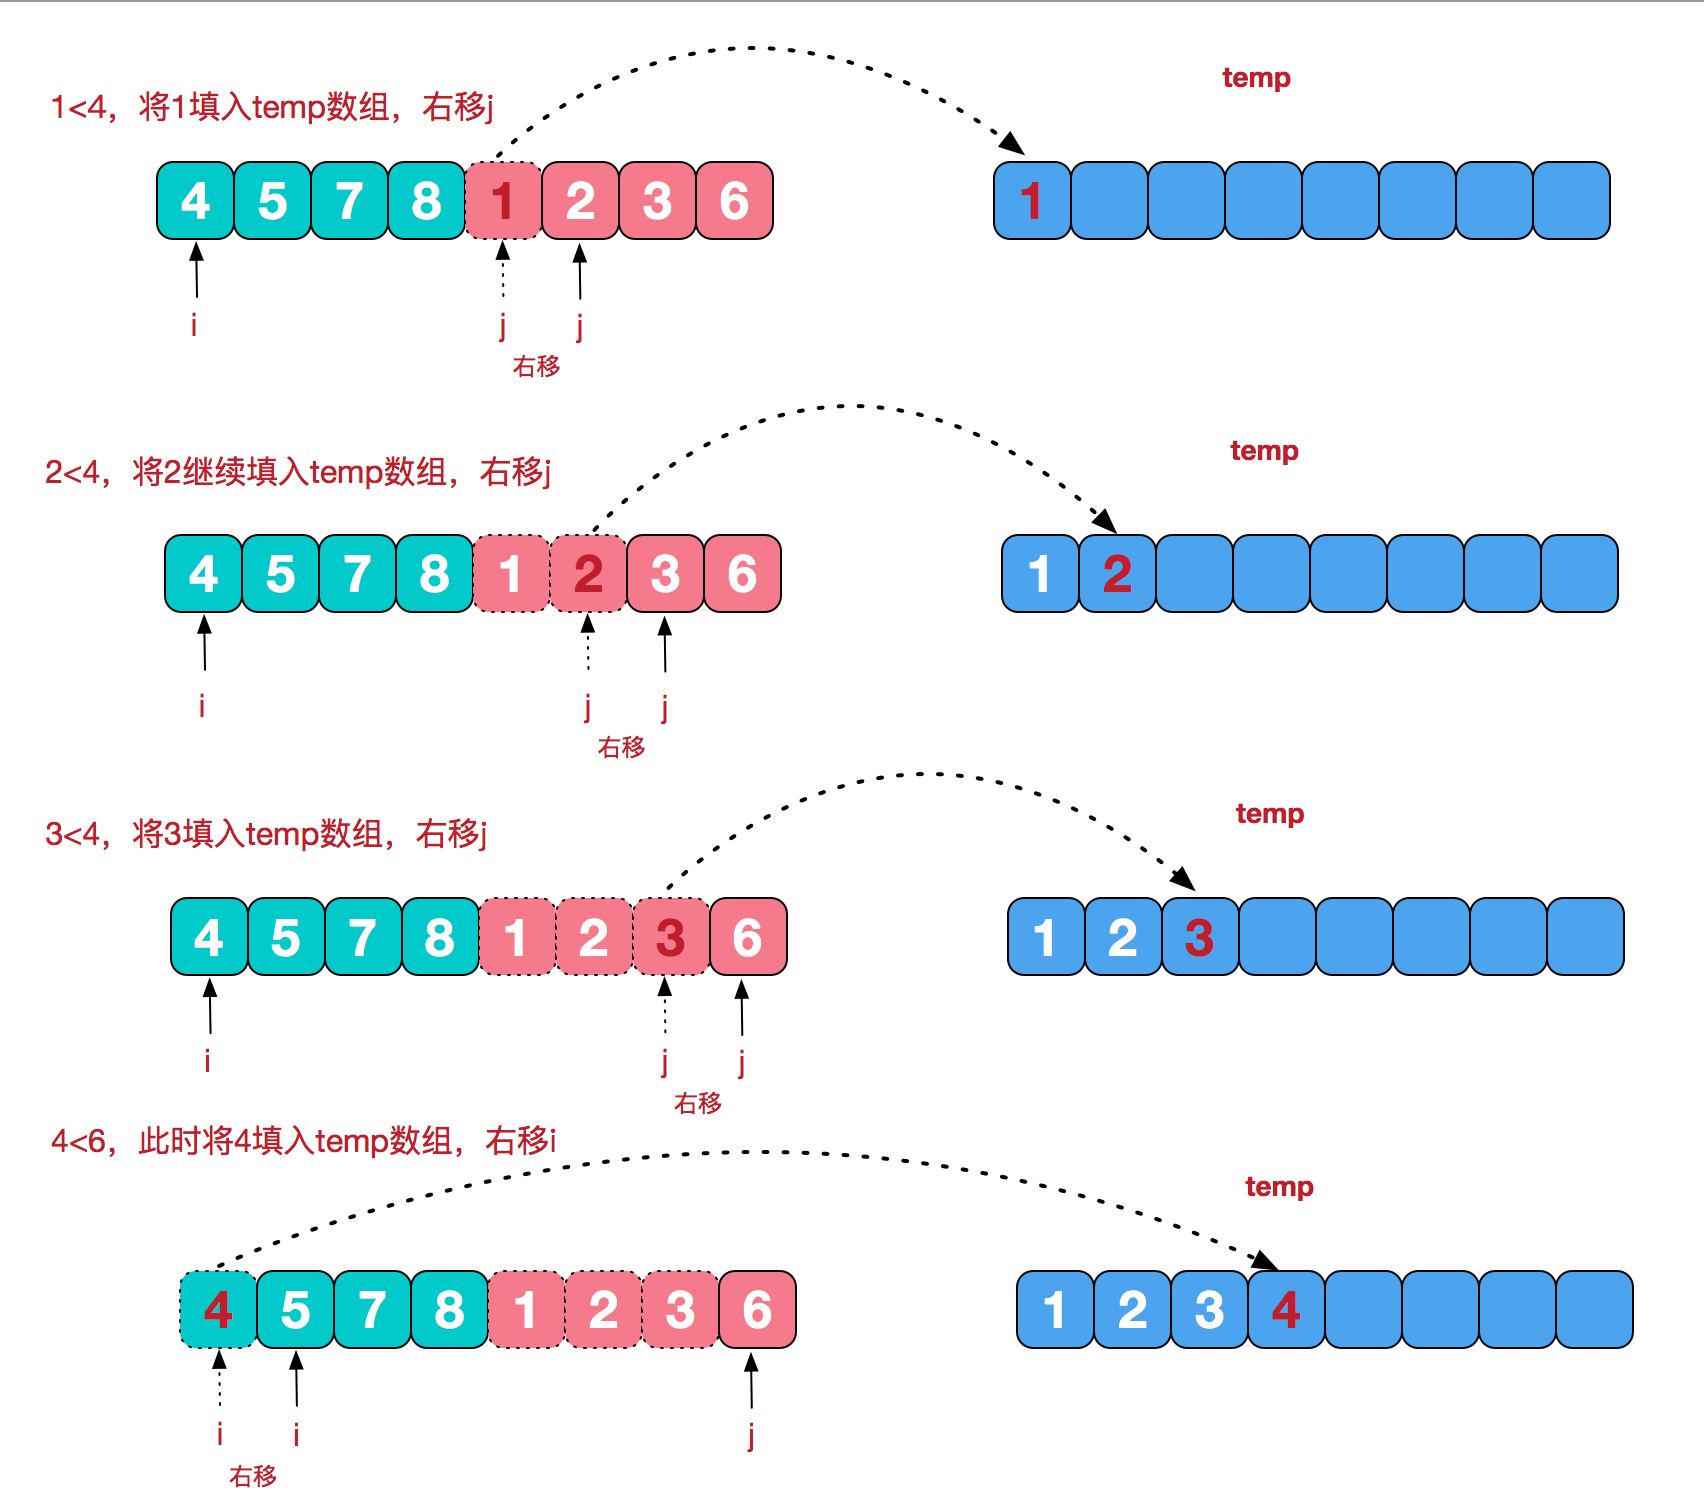 temp
1<4，将1填入temp数组，右移j
4 5 7 8 1 2 3 6
1
i j j
右移
temp
2<4，将2继续填入temp数组，右移j
4 5 7 8 1 2 3 6
1 2
i j j
右移
temp
3<4，将3填入temp数组，右移j
4 5 7 8 1 2 3 6
1 2 3
i j j
右移
4<6，此时将4填入temp数组，右移i
temp
4 5 7 8 1 2 3 6
1 2 3 4
i i j
右移